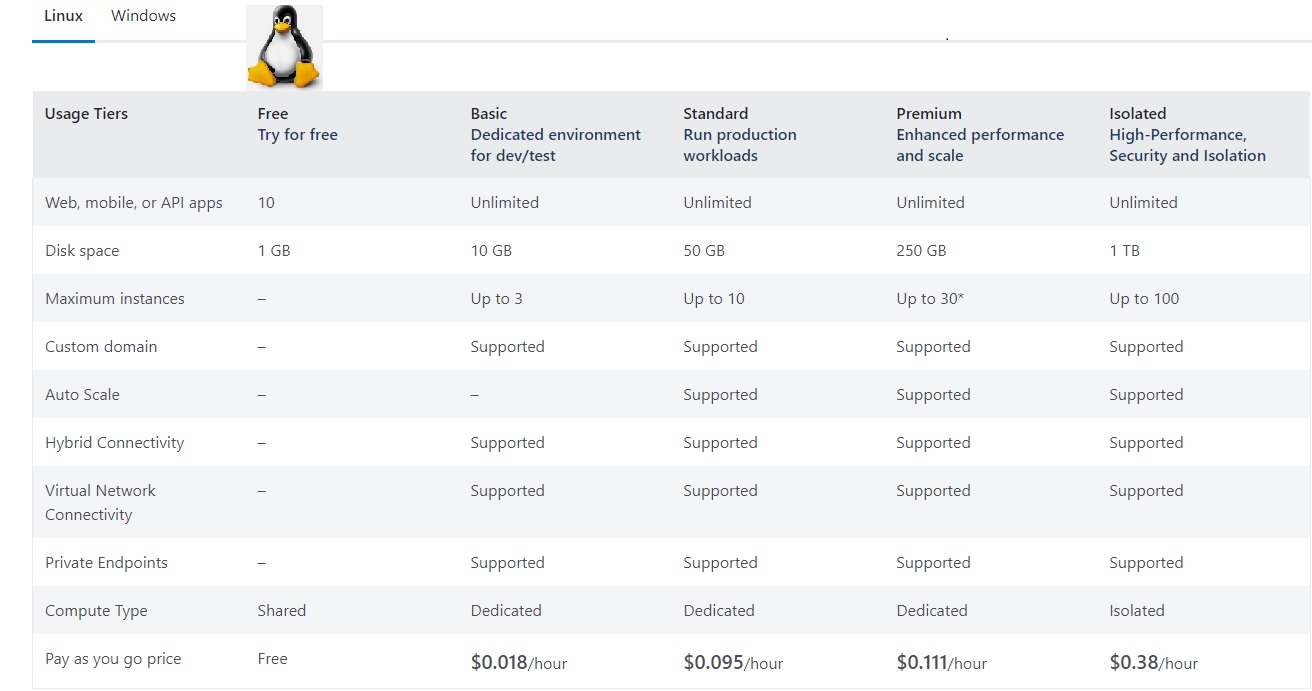 Linux Windows
Usage Tiers Free Basic Standard Premium Isolated
Try for free Dedicated environment Run production Enhanced performance High-Performance,
for dev/test workloads and scale Security and Isolation
Web, mobile, or API apps 10 Unlimited Unlimited Unlimited Unlimited
Disk space 1 GB 10 GB 50 GB 250 GB 1 TB
Maximum instances – Up to 3 Up to 10 Up to 30* Up to 100
Custom domain – Supported Supported Supported Supported
Auto Scale – – Supported Supported Supported
Hybrid Connectivity – Supported Supported Supported Supported
Virtual Network – Supported Supported Supported Supported
Connectivity
Private Endpoints – Supported Supported Supported Supported
Compute Type Shared Dedicated Dedicated Dedicated Isolated
Pay as you go price Free $0.018/hour $0.095/hour $0.111/hour $0.38/hour